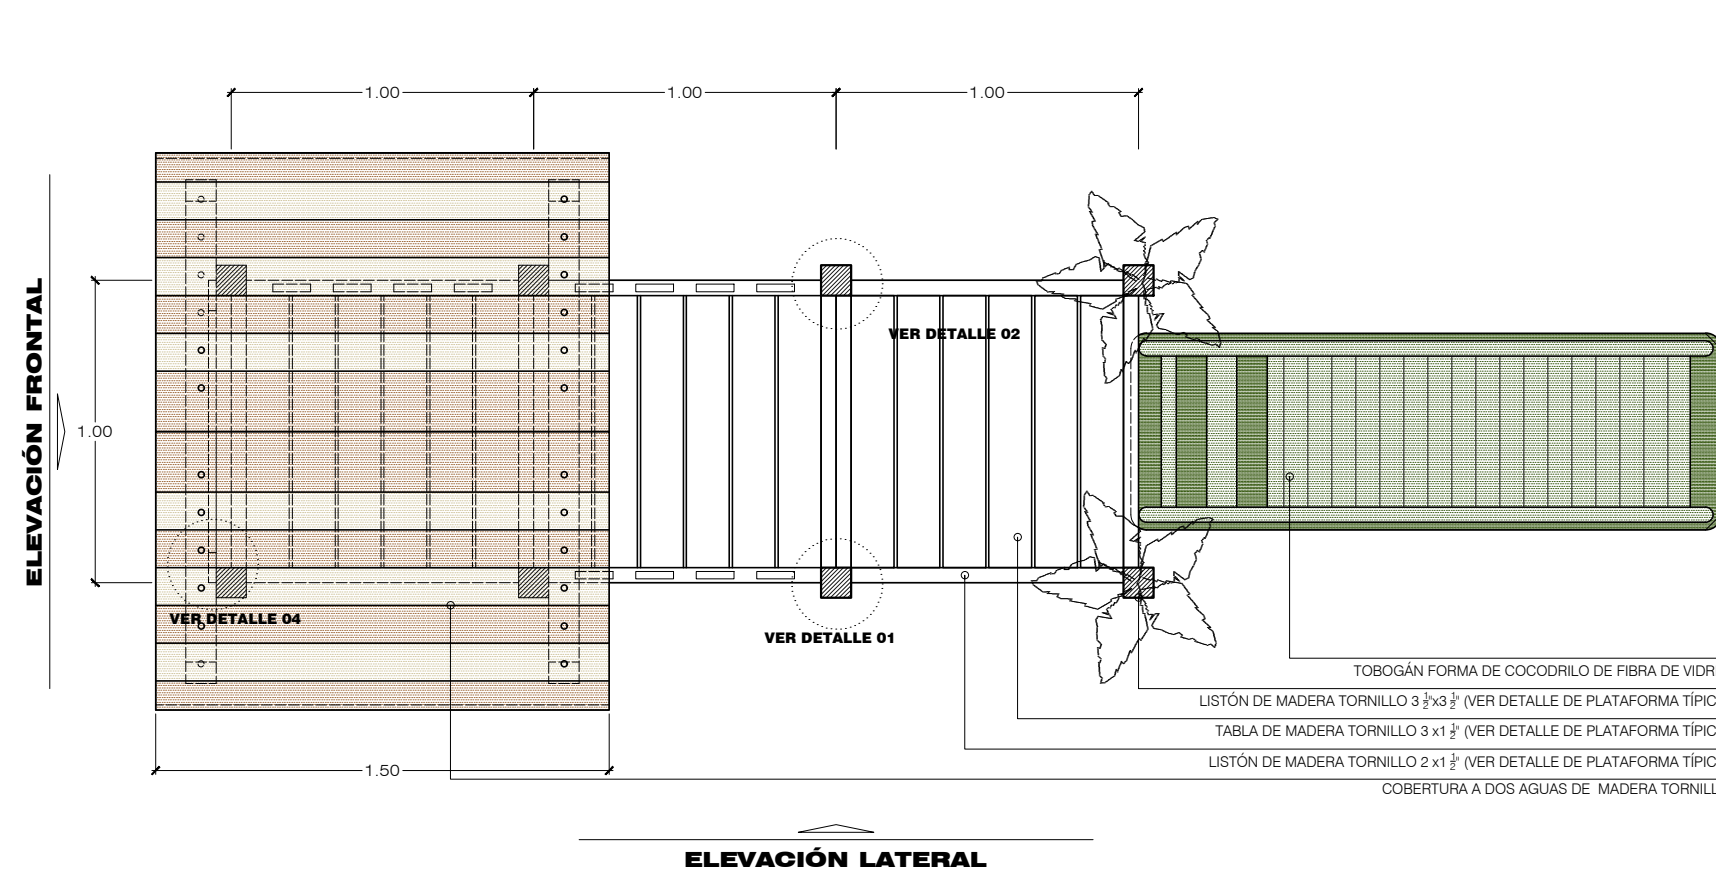 1.00
1.00
1.00
ELEVACIÓN FRONTAL
1.00
VER DETALLE 02
VER DETALLE 04
VER DETALLE 01
TOBOGÁN FORMA DE COCODRILO DE FIBRA DE VIDR
LISTÓN DE MADERA TORNILLO 3 ½"x3 ½" (VER DETALLE DE PLATAFORMA TÍPIC
TABLA DE MADERA TORNILLO 3 x1 ½" (VER DETALLE DE PLATAFORMA TÍPIC
LISTÓN DE MADERA TORNILLO 2 x1 ½" (VER DETALLE DE PLATAFORMA TÍPIC
1.50
COBERTURA A DOS AGUAS DE MADERA TORNILL
ELEVACIÓN LATERAL